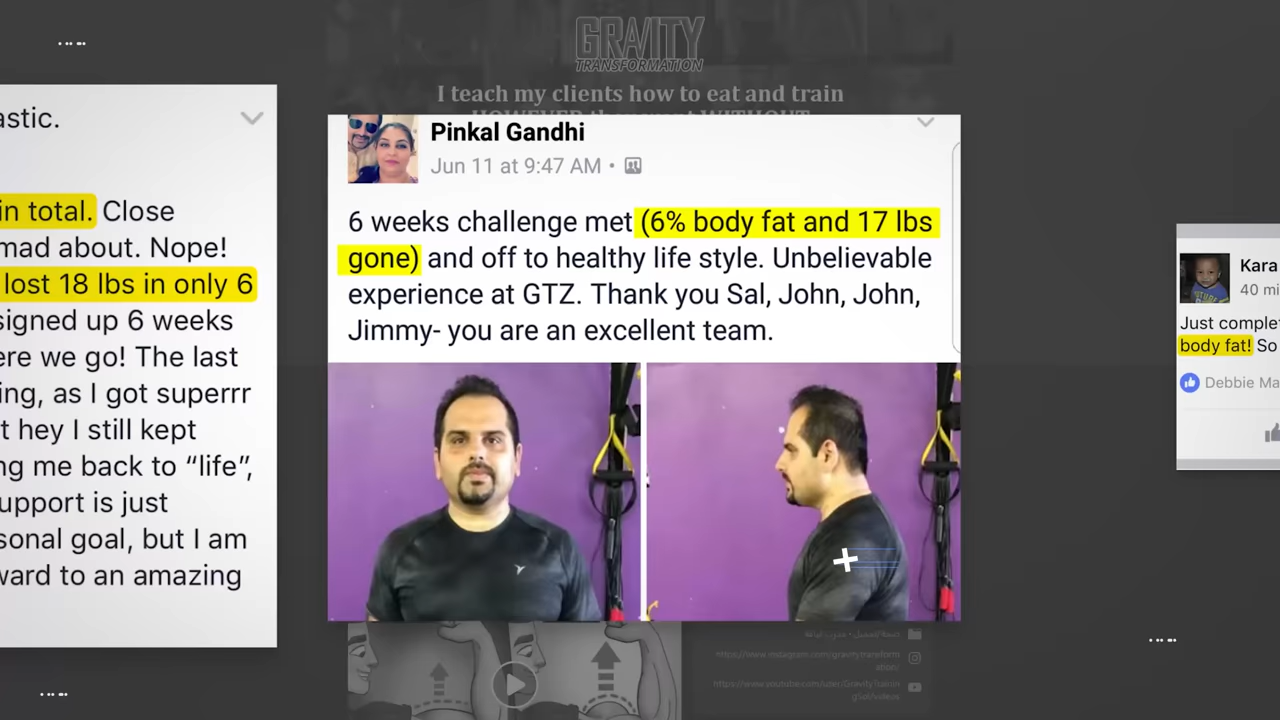 GRAVITY
TRANSFORMATION
I teach my clients how to eat and train
astic.
in total. Close
mad about. Nope!
lost 18 lbs in only 6
signed up 6 weeks
ere we go! The last
ing, as I got superrr
t hey I still kept
ng me back to “life”,
upport is just
sonal goal, but I am
ward to an amazing
Pinkal Gandhi
Jun 11 at 9:47 AM •
6 weeks challenge met (6% body fat and 17 lbs
gone) and off to healthy life style. Unbelievable
experience at GTZ. Thank you Sal, John, John,
Jimmy- you are an excellent team.
Kara
40 mi
Just complet
body fat! So
Debbie Ma